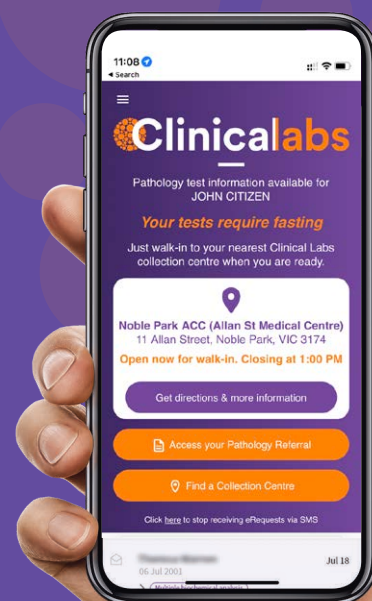 11:08
Search
Clinicalabs
Pathology test information available for
JOHN CITIZEN
Your tests require fasting
Just walk-in to your nearest Clinical Labs
collection centre when you are ready.
Noble Park ACC (Allan St Medical Centre)
11 Allan Street, Noble Park, VIC 3174
Open now for walk-in. Closing at 1:00 PM
Get directions & more information
Access your Pathology Referral
Find a Collection Centre
Click here to stop receiving eRequests via SMS
Jul 18
06 Jul 2001
Multiple biochemical analysis